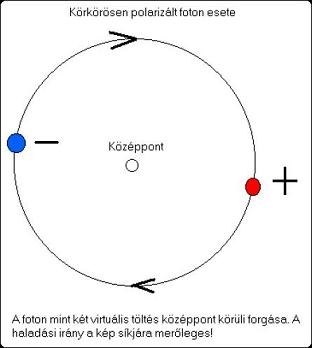 Körkörösen polarizált foton esete
Középpont
−
+
A foton mint két virtuális töltés középpont körüli forgása. A
haladási irány a kép síkjára merőleges!